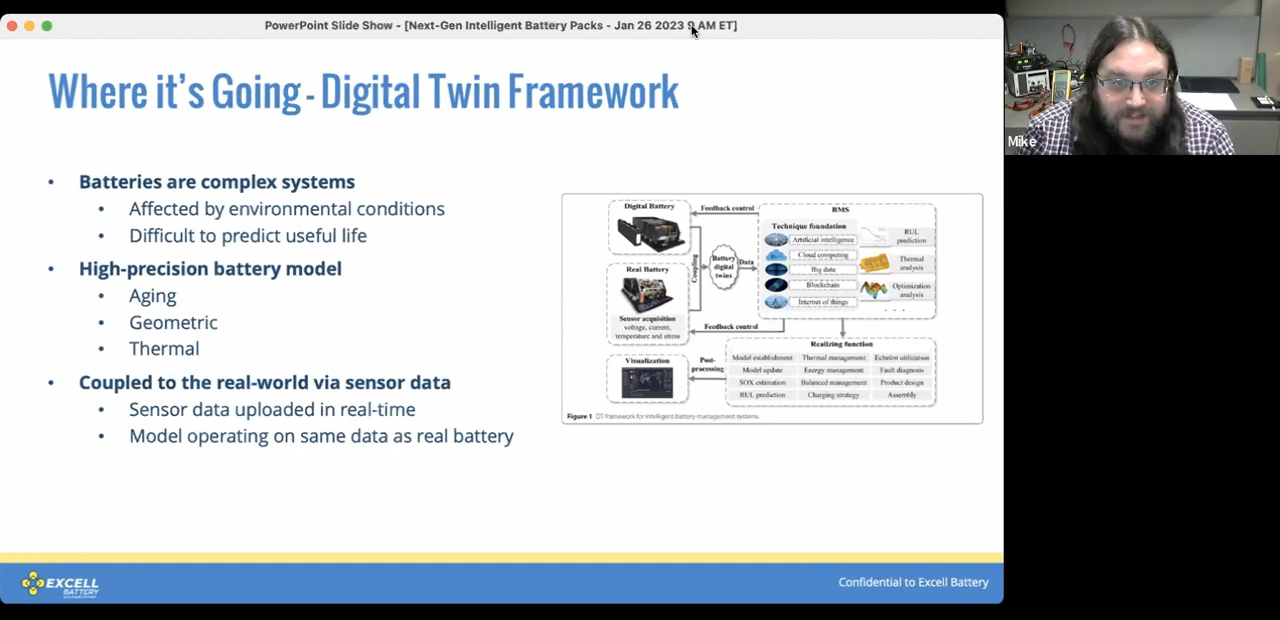 PowerPoint Slide Show - [Next-Gen Intelligent Battery Packs - Jan 26 2023 9 AM ET]
Where it's Going - Digital Twin Framework
• Batteries are complex systems
• Affected by environmental conditions
• Difficult to predict useful life
• High-precision battery model
• Aging
• Geometric
• Thermal
• Coupled to the real-world via sensor data
• Sensor data uploaded in real-time
• Model operating on same data as real battery
Digital Battery
Feedback control
BMS
Technique foundation
Artificial intelligence
Cloud computing
Big data
Blockchain
Internet of things
RUL
prediction
Thermal
analysis
Optimization
analysis
. . .
Coupling
Battery
digital
twins
Data
Real Battery
Sensor acquisition
voltage, current,
temperature and stress
Feedback control
Realizing function
Model establishment Thermal management Echelon utilization
Model update Energy management Fault diagnosis
SOX estimation Balanced management Product design
RUL prediction Charging strategy Assembly
Post-
processing
Visualization
Figure 1 DT framework for intelligent battery management systems.
EXCELL
BATTERY
Confidential to Excell Battery
Mike